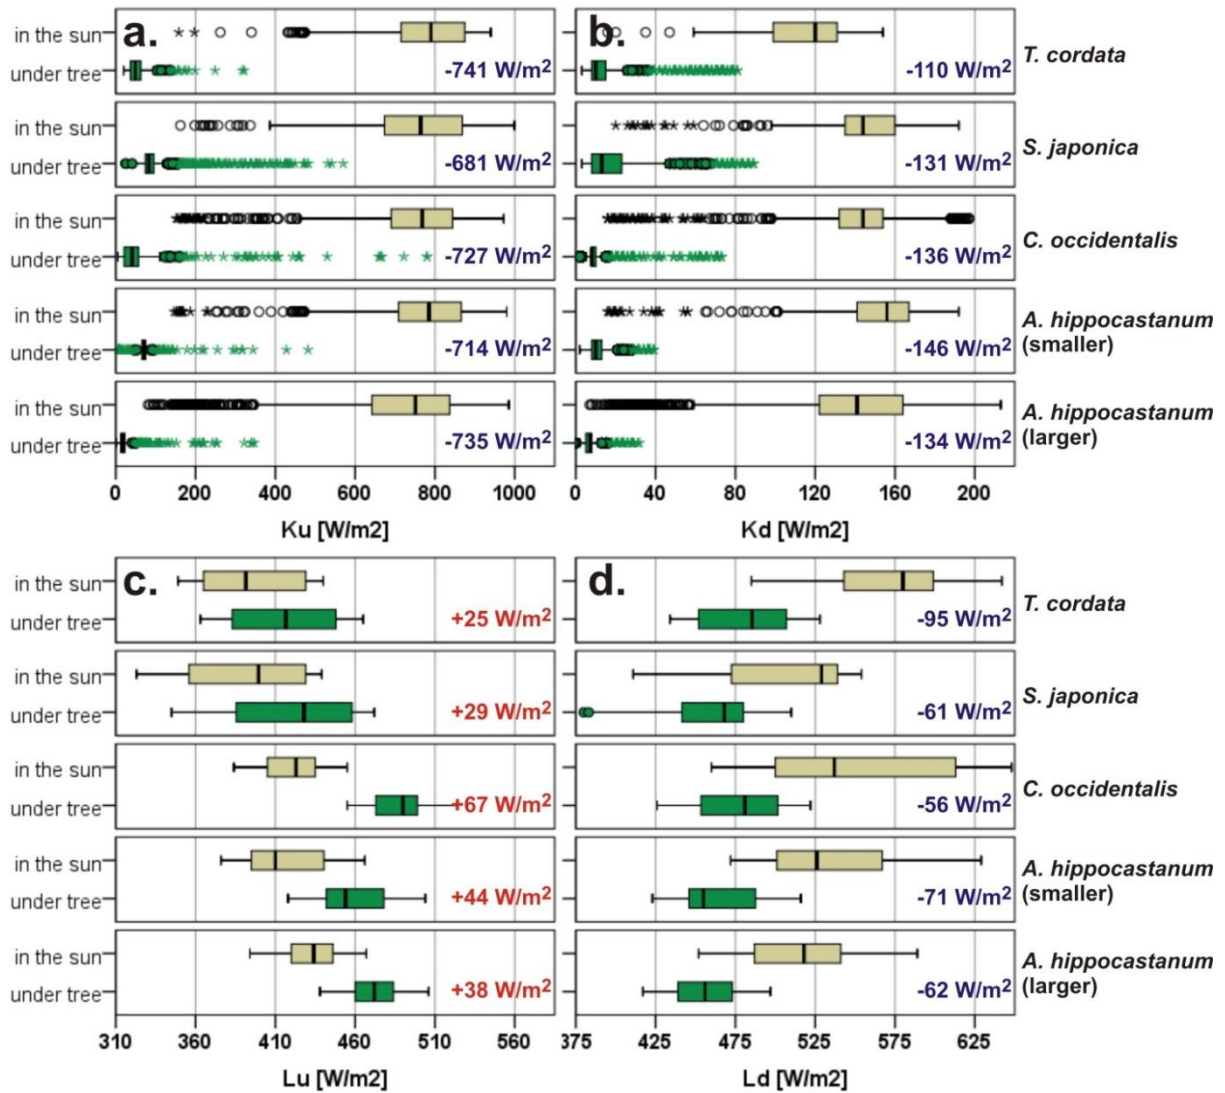 in the sun a. b. T. cordata
under tree -741 W/m² -110 W/m²
in the sun S. japonica
under tree -681 W/m² -131 W/m²
in the sun C. occidentalis
under tree -727 W/m² -136 W/m²
in the sun A. hippocastanum
(smaller)
under tree -714 W/m² -146 W/m²
in the sun A. hippocastanum
(larger)
under tree -735 W/m² -134 W/m²
0 200 400 600 800 1000 0 40 80 120 160 200
Ku [W/m2] Kd [W/m2]
in the sun c. d. T. cordata
under tree +25 W/m² -95 W/m²
in the sun S. japonica
under tree +29 W/m² -61 W/m²
in the sun C. occidentalis
under tree +67 W/m² -56 W/m²
in the sun A. hippocastanum
(smaller)
under tree +44 W/m² -71 W/m²
in the sun A. hippocastanum
(larger)
under tree +38 W/m² -62 W/m²
310 360 410 460 510 560 375 425 475 525 575 625
Lu [W/m2] Ld [W/m2]